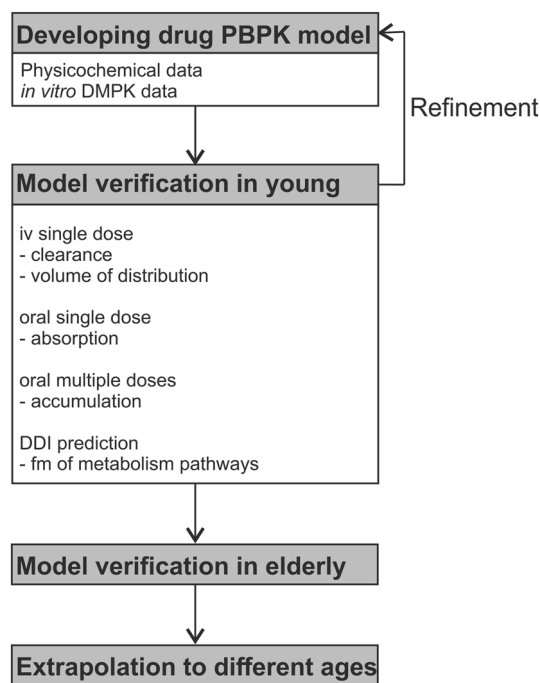 Developing drug PBPK model
Physicochemical data
in vitro DMPK data
Refinement
Model verification in young
iv single dose
- clearance
- volume of distribution
oral single dose
- absorption
oral multiple doses
- accumulation
DDI prediction
- fm of metabolism pathways
Model verification in elderly
Extrapolation to different ages